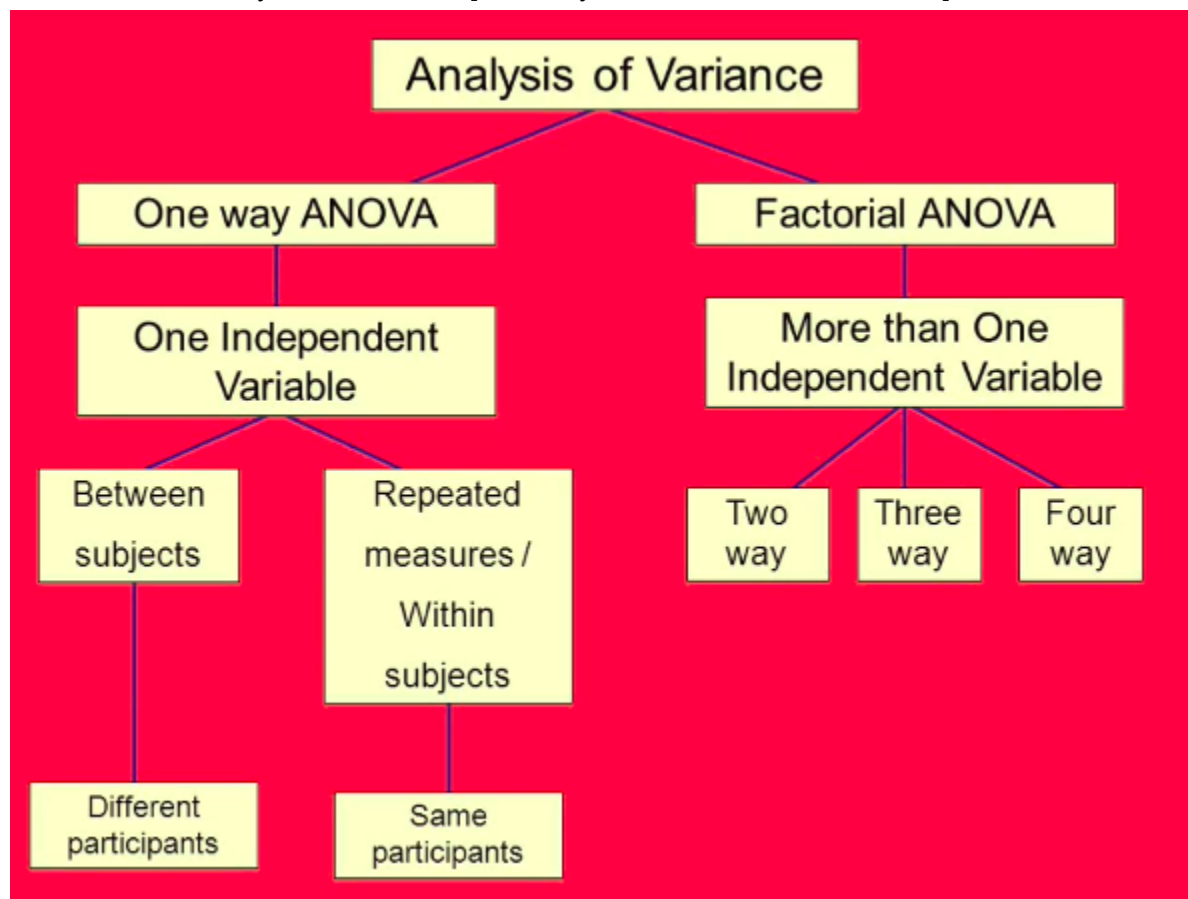 Analysis of Variance
One way ANOVA
Factorial ANOVA
One Independent
Variable
More than One
Independent Variable
Between
subjects
Repeated
measures /
Within
subjects
Two
way
Three
way
Four
way
Different
participants
Same
participants